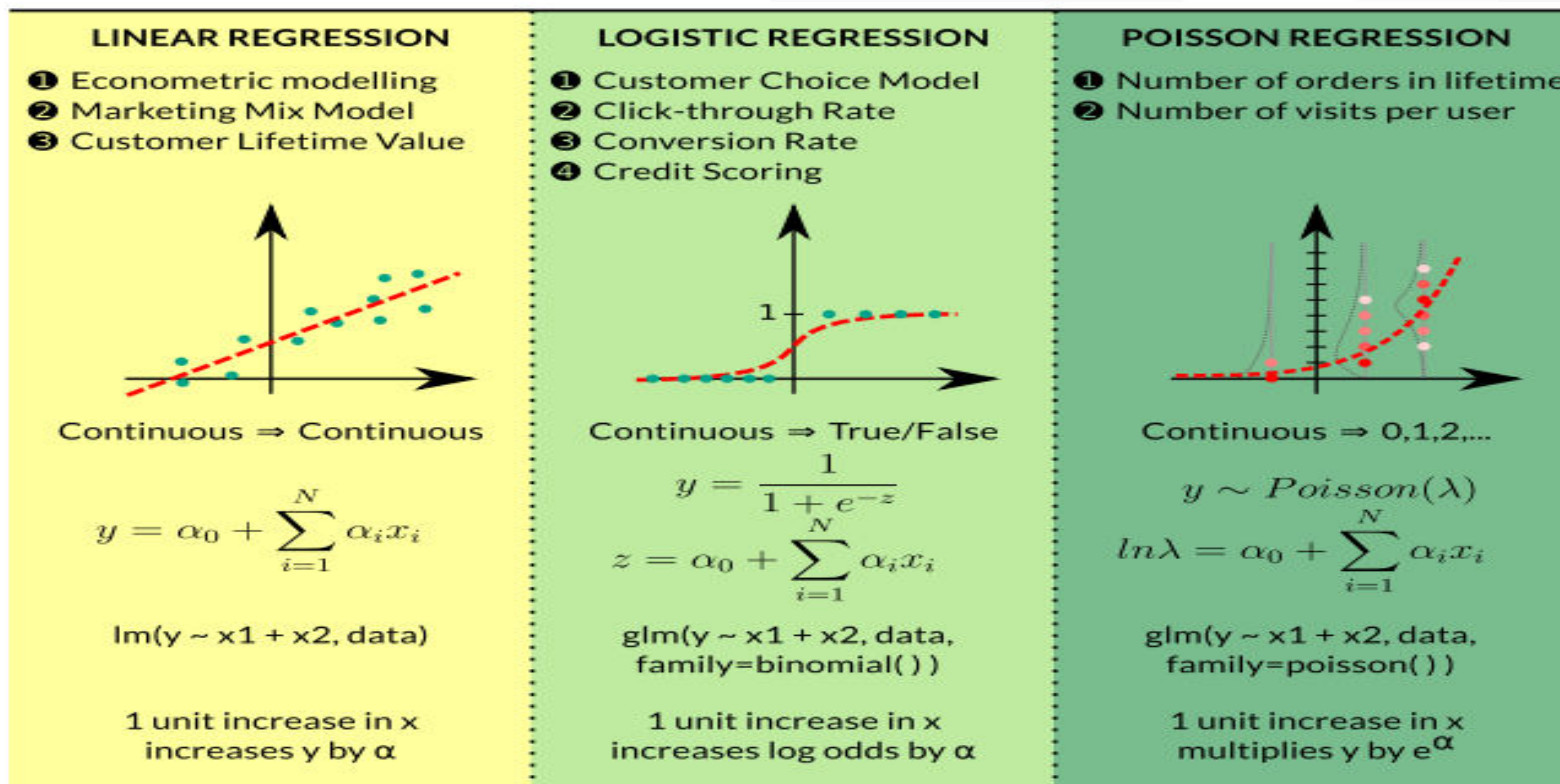 LINEAR REGRESSION
❶ Econometric modelling
❷ Marketing Mix Model
❸ Customer Lifetime Value
Continuous ⇒ Continuous
y = α₀ + ∑_{i=1}^{N} αᵢxᵢ
lm(y ~ x1 + x2, data)
1 unit increase in x
increases y by α
LOGISTIC REGRESSION
❶ Customer Choice Model
❷ Click-through Rate
❸ Conversion Rate
❹ Credit Scoring
1
Continuous ⇒ True/False
y = 1 / (1 + e^{-z})
z = α₀ + ∑_{i=1}^{N} αᵢxᵢ
glm(y ~ x1 + x2, data,
family=binomial( ) )
1 unit increase in x
increases log odds by α
POISSON REGRESSION
❶ Number of orders in lifetime
❷ Number of visits per user
Continuous ⇒ 0,1,2,...
y ~ Poisson(λ)
lnλ = α₀ + ∑_{i=1}^{N} αᵢxᵢ
glm(y ~ x1 + x2, data,
family=poisson( ) )
1 unit increase in x
multiplies y by e^α